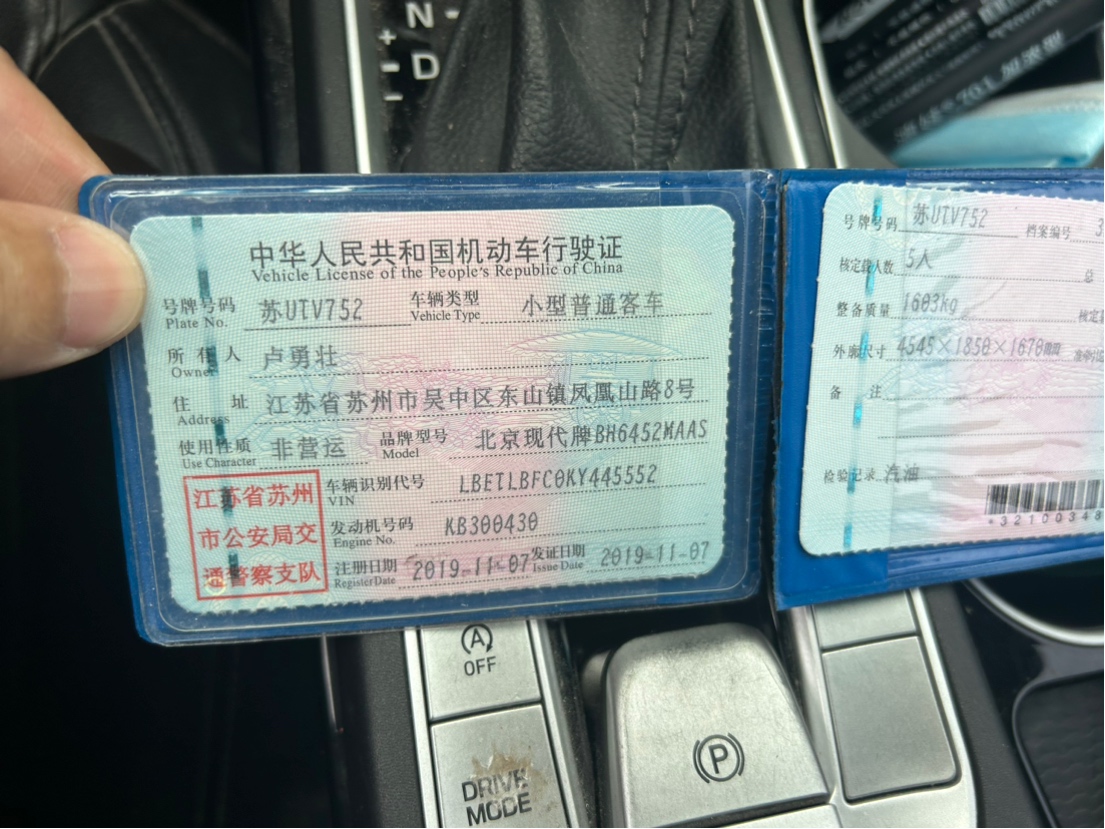 N
+
D
-
中华人民共和国机动车行驶证
Vehicle License of the People's Republic of China
号牌号码 苏UTV752 车辆类型 小型普通客车
Plate No. Vehicle Type
所有人 卢勇壮
Owner
住址 江苏省苏州市吴中区东山镇凤凰山路8号
Address
使用性质 非营运 品牌型号 北京现代牌BH6452MAAS
Use Character Model
江苏省苏州
市公安局交
通警察支队
车辆识别代号 LBETLBFC0KY445552
VIN
发动机号码 KB300430
Engine No.
注册日期 2019-11-07 发证日期 2019-11-07
Register Date Issue Date
号牌号码 苏UTV752 档案编号 3
核定载人数 5人 总
整备质量 1603kg 核定
外廓尺寸 4545×1850×1670mm
备注
检验记录 汽油
*32100348
A
OFF
DRIVE
MODE
P